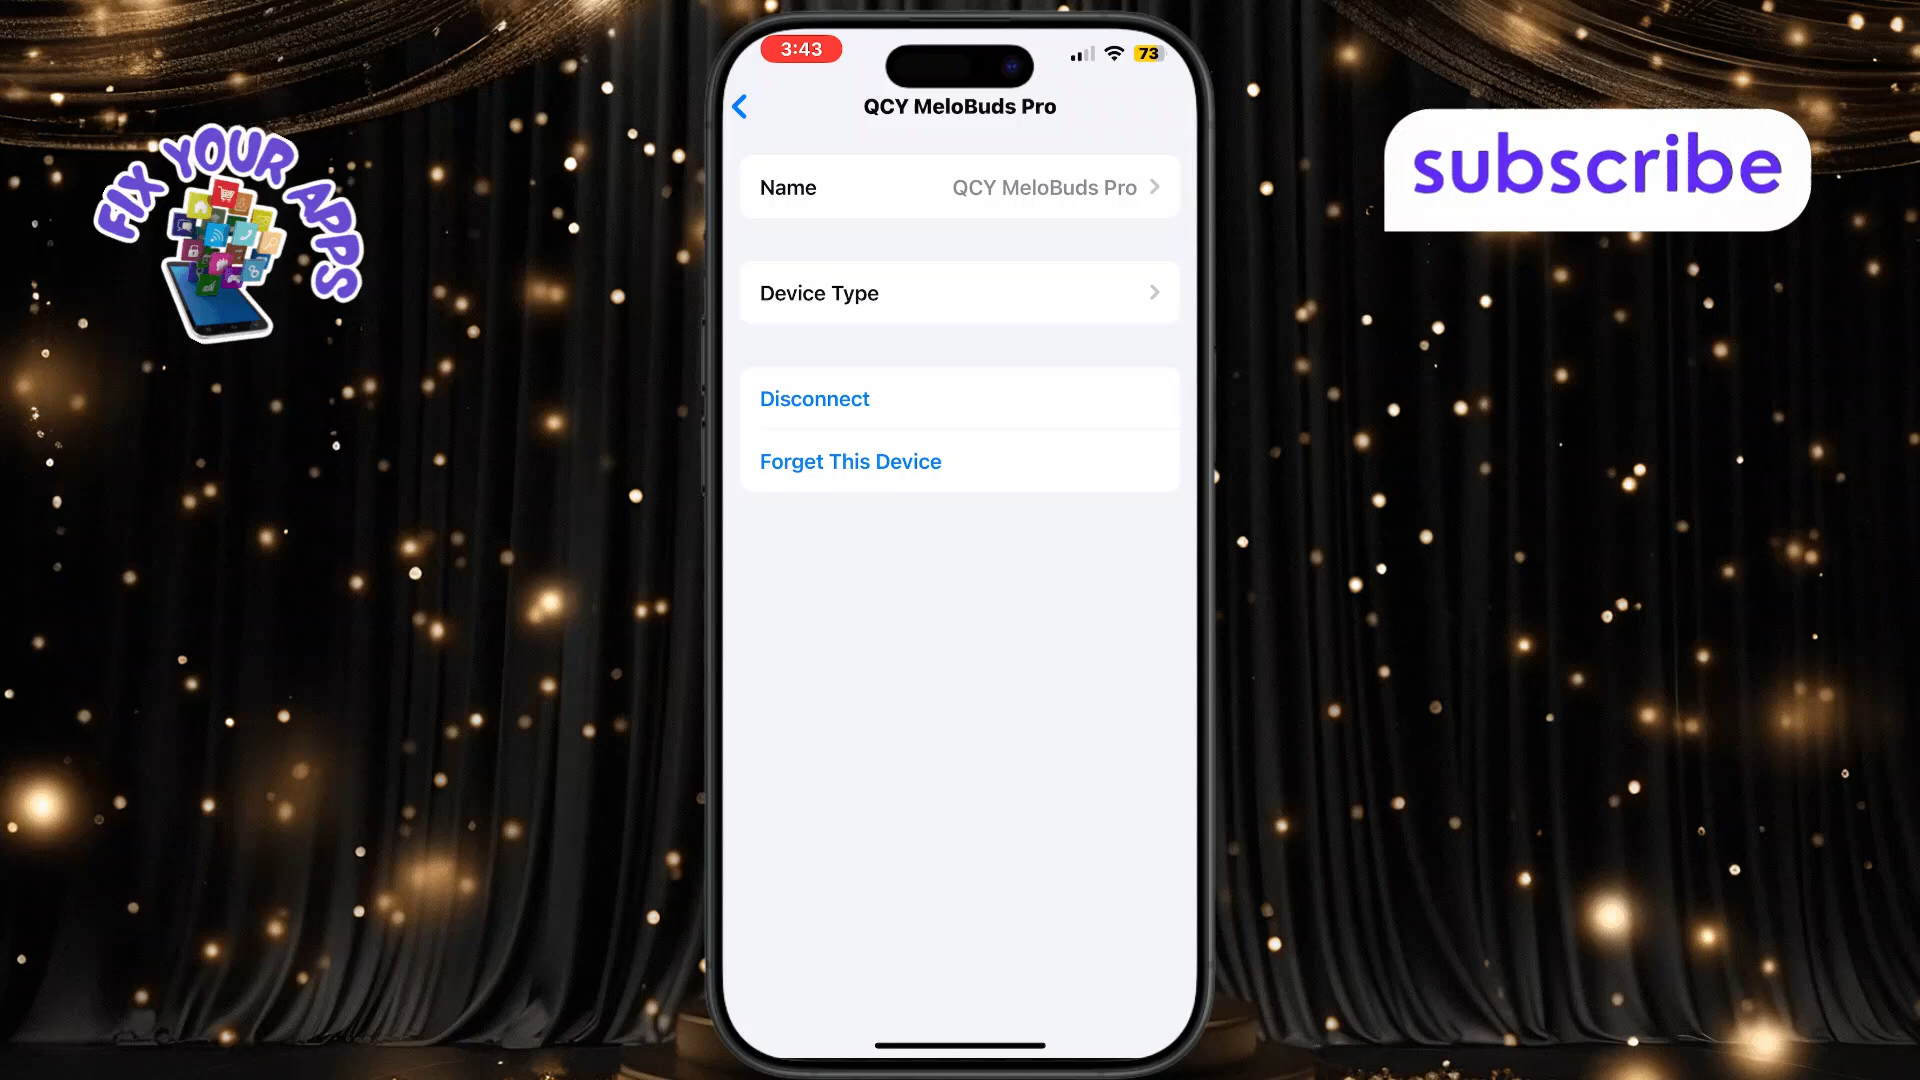 FIX YOUR APPS
subscribe
3:43
73
QCY MeloBuds Pro
Name QCY MeloBuds Pro
Device Type
Disconnect
Forget This Device